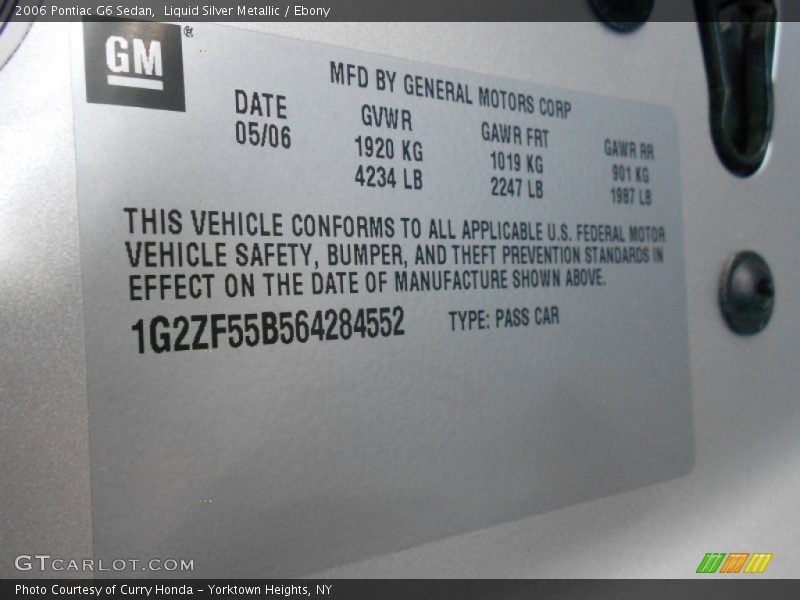 2006 Pontiac G6 Sedan,  Liquid Silver Metallic / Ebony
GM ®
MFD BY GENERAL MOTORS CORP
DATE GVWR GAWR FRT GAWR RR
05/06 1920 KG 1019 KG 901 KG
4234 LB 2247 LB 1987 LB
THIS VEHICLE CONFORMS TO ALL APPLICABLE U.S. FEDERAL MOTOR
VEHICLE SAFETY, BUMPER, AND THEFT PREVENTION STANDARDS IN
EFFECT ON THE DATE OF MANUFACTURE SHOWN ABOVE.
1G2ZF55B564284552 TYPE: PASS CAR
GTCARLOT.COM
Photo Courtesy of Curry Honda – Yorktown Heights, NY